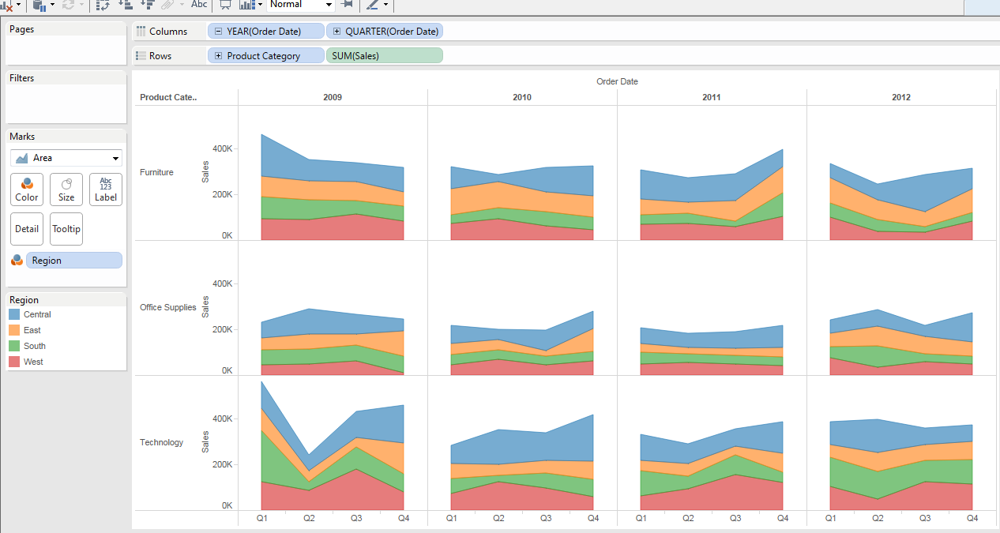 Abc Normal
Pages
Columns YEAR(Order Date) QUARTER(Order Date)
Rows Product Category SUM(Sales)
Filters
Marks
Area
Color Size Abc 123 Label
Detail Tooltip
Region
Region
Central
East
South
West
Order Date
Product Cate.. 2009 2010 2011 2012
Furniture Sales 400K 200K 0K
Office Supplies Sales 400K 200K 0K
Technology Sales 400K 200K 0K
Q1 Q2 Q3 Q4 Q1 Q2 Q3 Q4 Q1 Q2 Q3 Q4 Q1 Q2 Q3 Q4